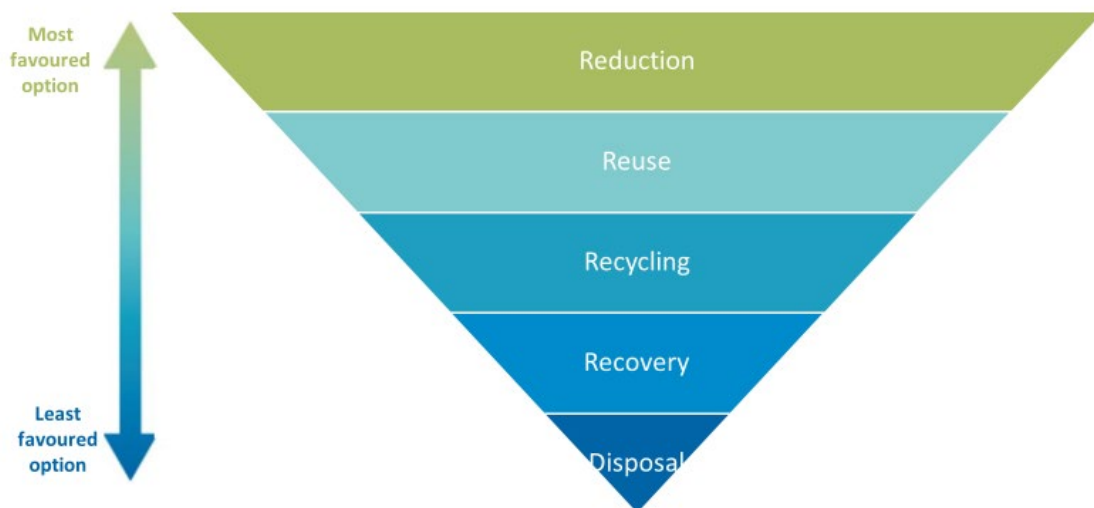 Most
favoured
option
Reduction
Reuse
Recycling
Recovery
Least
favoured
option
Disposal